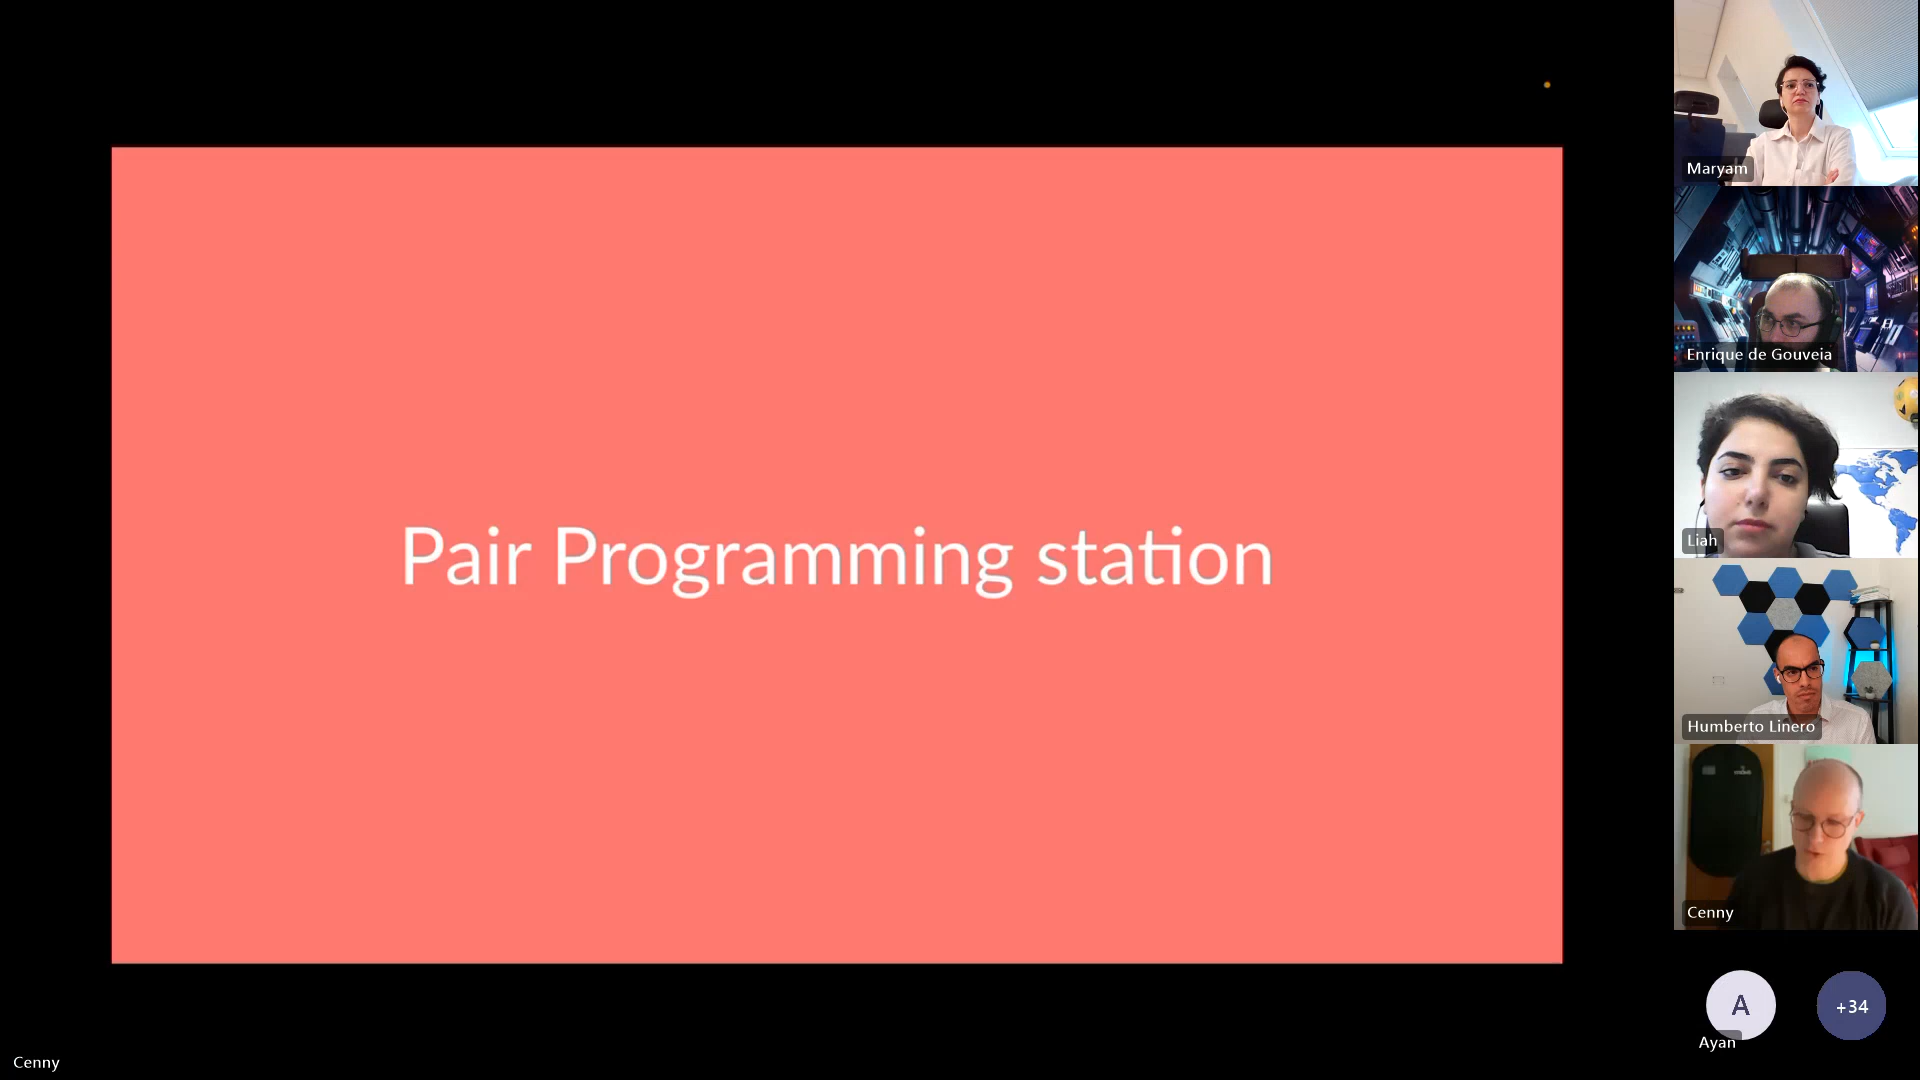 Pair Programming station
Maryam
Enrique de Gouveia
Liah
Humberto Linero
Cenny
A
Ayan
+34
Cenny